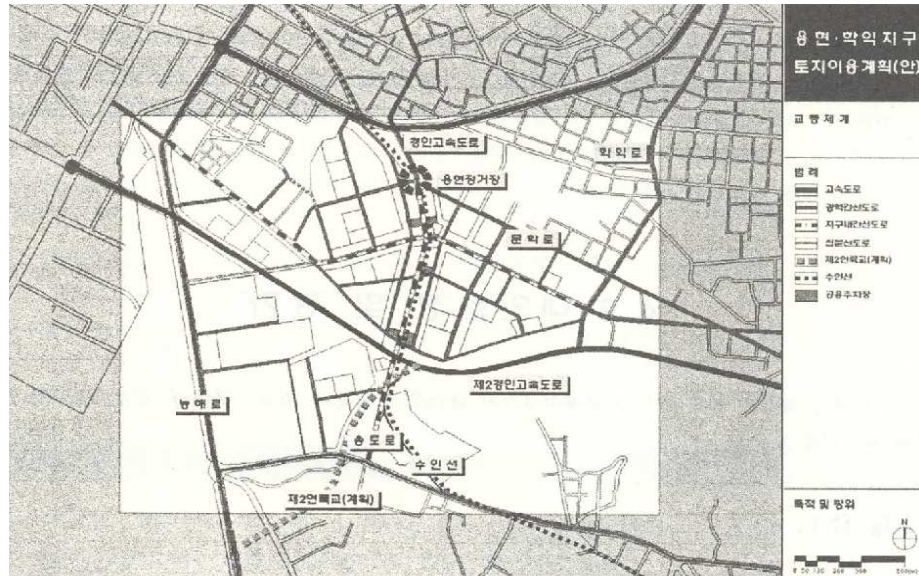 용현·학익지구
토지이용계획(안)
교통체계
범례
고속도로
광역간선도로
지구내간선도로
집분산도로
제2연륙교(계획)
수인선
공용주차장
경인고속도로
학익로
용현정거장
문학로
제2경인고속도로
송도로
수인선
제2연륙교(계획)
축척 및 방위
N